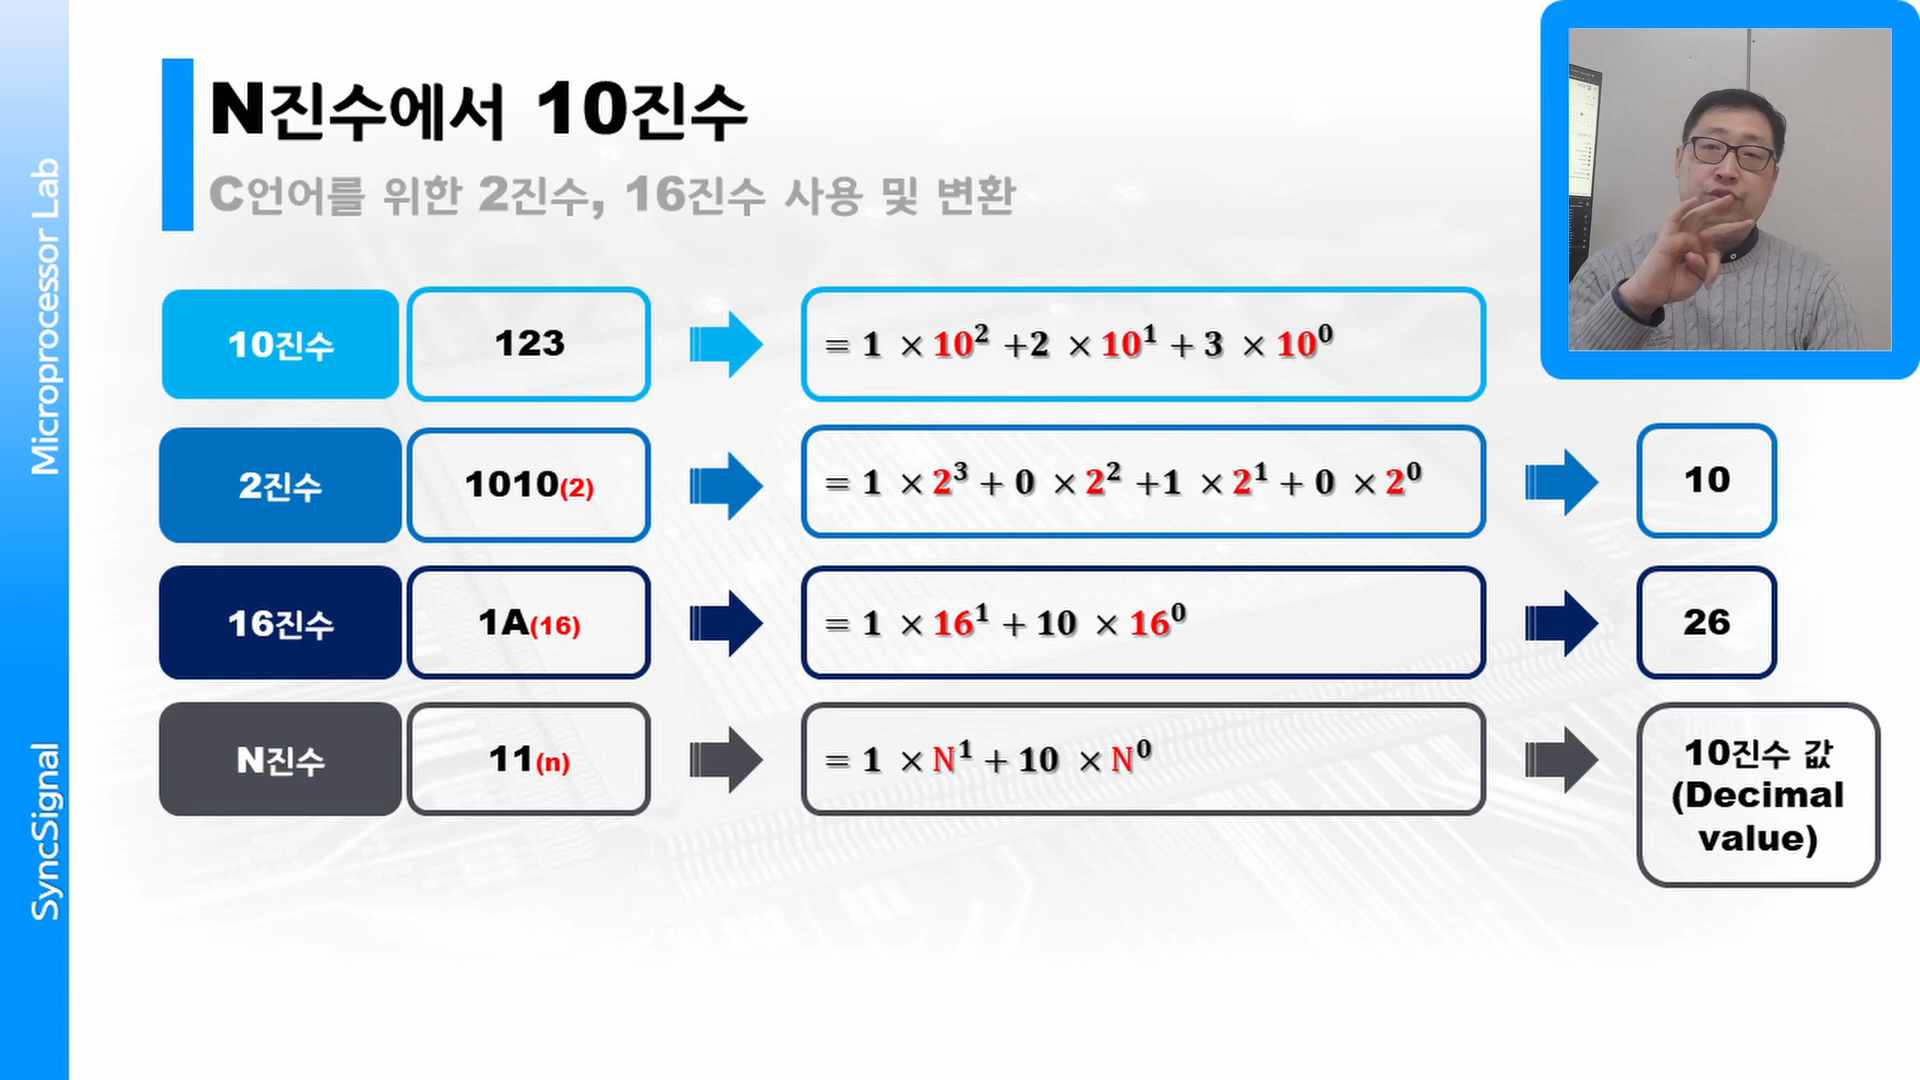 N진수에서 10진수
C언어를 위한 2진수, 16진수 사용 및 변환
10진수 123 = 1 × 10² +2 × 10¹ + 3 × 10⁰
2진수 1010(2) = 1 × 2³ + 0 × 2² +1 × 2¹ + 0 × 2⁰ 10
16진수 1A(16) = 1 × 16¹ + 10 × 16⁰ 26
N진수 11(n) = 1 × N¹ + 10 × N⁰
10진수 값
(Decimal
value)
Microprocessor Lab
SyncSignal